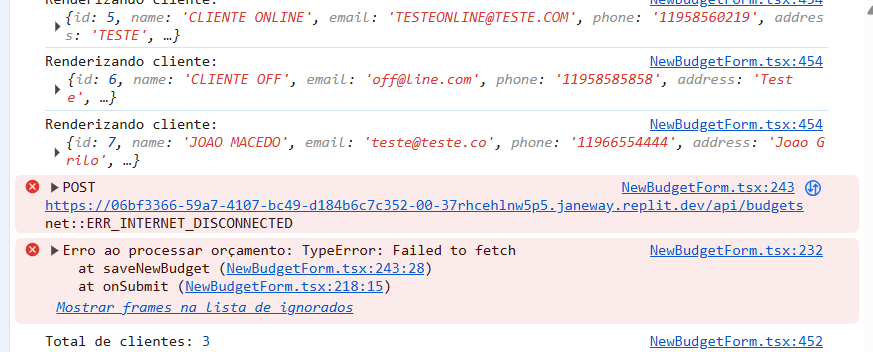 Renderizando cliente: NewBudgetForm.tsx:454
{id: 5, name: 'CLIENTE ONLINE', email: 'TESTEONLINE@TESTE.COM', phone: '11958560219', addres
s: 'TESTE', …}
Renderizando cliente: NewBudgetForm.tsx:454
{id: 6, name: 'CLIENTE OFF', email: 'off@line.com', phone: '11958585858', address: 'Test
e', …}
Renderizando cliente: NewBudgetForm.tsx:454
{id: 7, name: 'JOAO MACEDO', email: 'teste@teste.co', phone: '11966554444', address: 'Joao G
rilo', …}
POST NewBudgetForm.tsx:243
https://06bf3366-59a7-4107-bc49-d184b6c7c352-00-37rhcehlnw5p5.janeway.replit.dev/api/budgets
net::ERR_INTERNET_DISCONNECTED
Erro ao processar orçamento: TypeError: Failed to fetch NewBudgetForm.tsx:232
at saveNewBudget (NewBudgetForm.tsx:243:28)
at onSubmit (NewBudgetForm.tsx:218:15)
Mostrar frames na lista de ignorados
Total de clientes: 3 NewBudgetForm.tsx:452